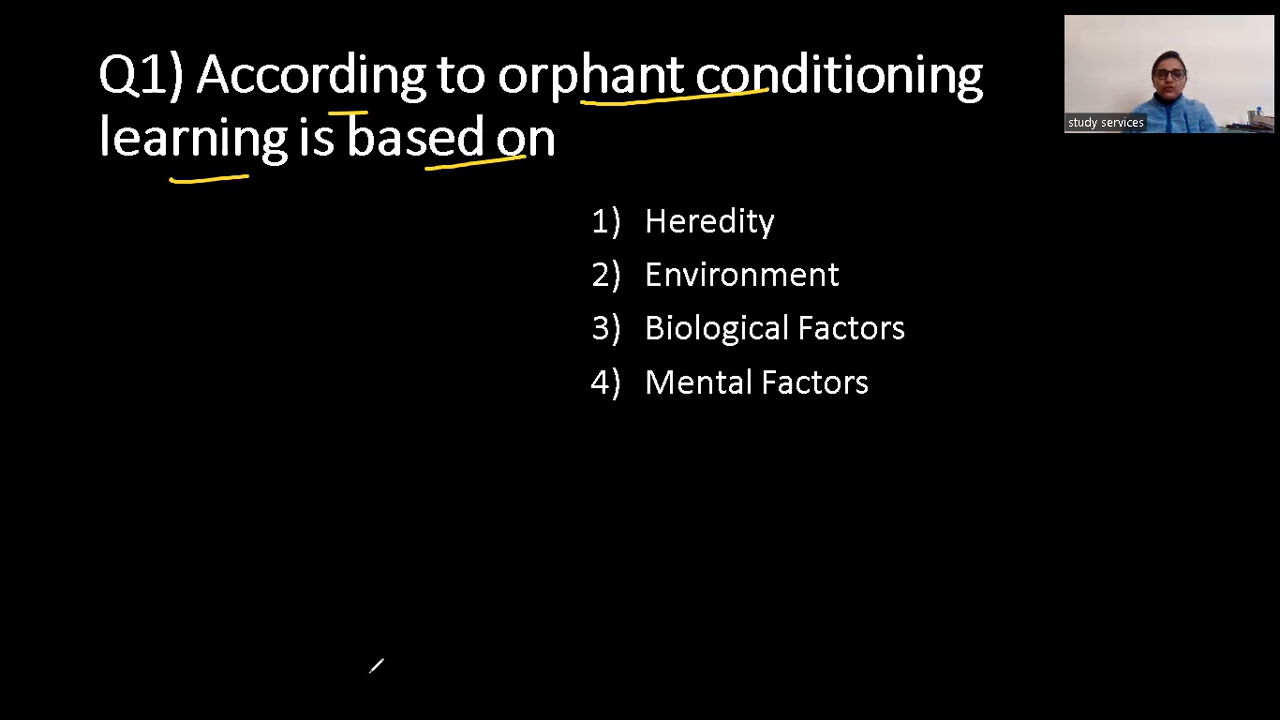 Q1) According to orphant conditioning
learning is based on
1) Heredity
2) Environment
3) Biological Factors
4) Mental Factors
study services